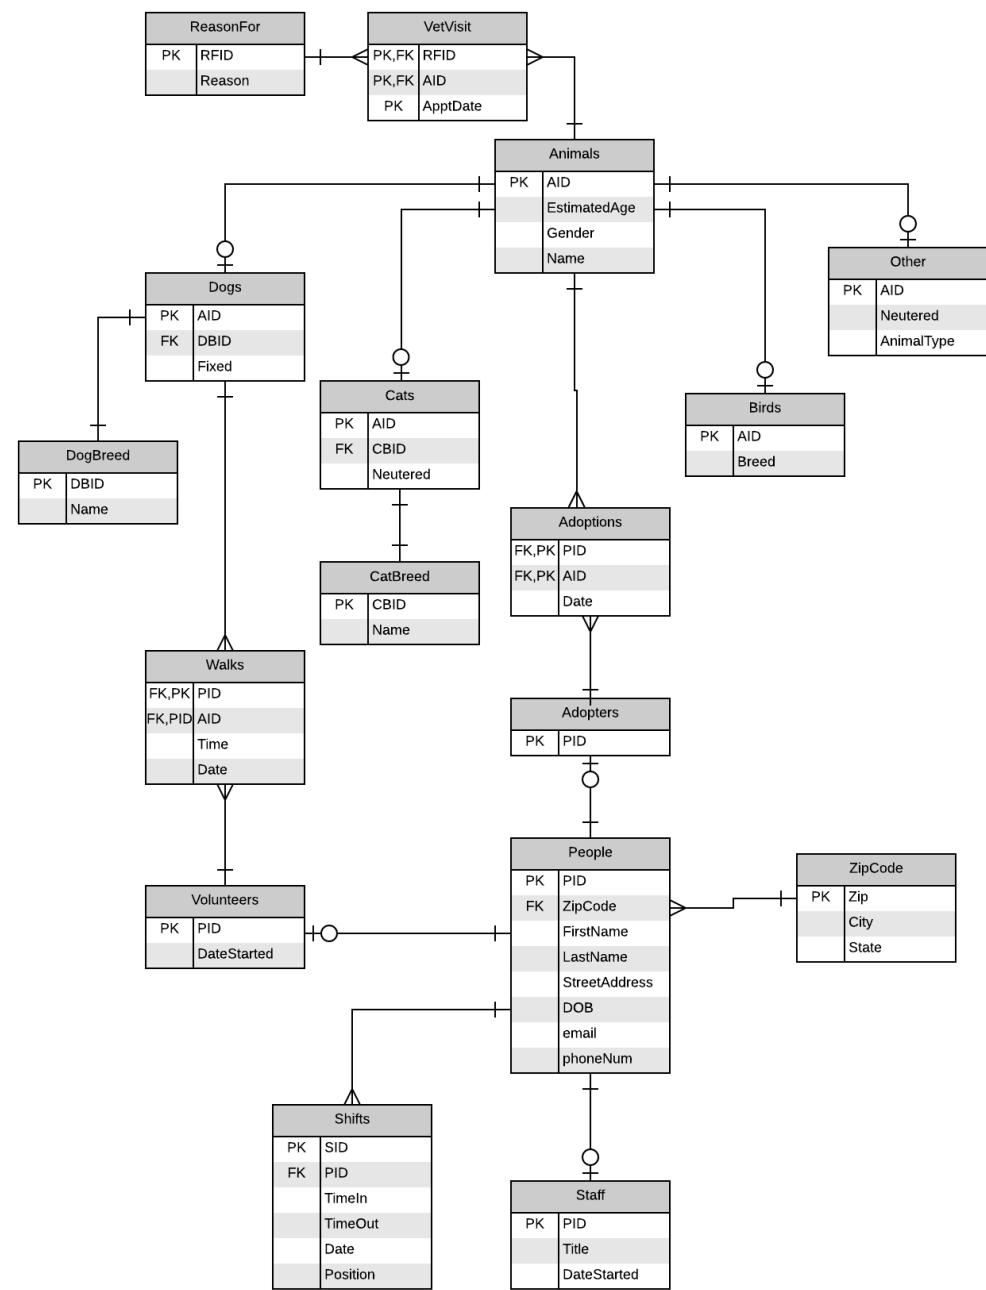 ReasonFor
PK RFID
Reason
VetVisit
PK,FK RFID
PK,FK AID
PK ApptDate
Animals
PK AID
EstimatedAge
Gender
Name
Other
PK AID
Neutered
AnimalType
Dogs
PK AID
FK DBID
Fixed
Cats
PK AID
FK CBID
Neutered
Birds
PK AID
Breed
DogBreed
PK DBID
Name
Adoptions
FK,PK PID
FK,PK AID
Date
CatBreed
PK CBID
Name
Walks
FK,PK PID
FK,PID AID
Time
Date
Adopters
PK PID
People
PK PID
FK ZipCode
FirstName
LastName
StreetAddress
DOB
email
phoneNum
ZipCode
PK Zip
City
State
Volunteers
PK PID
DateStarted
Shifts
PK SID
FK PID
TimeIn
TimeOut
Date
Position
Staff
PK PID
Title
DateStarted